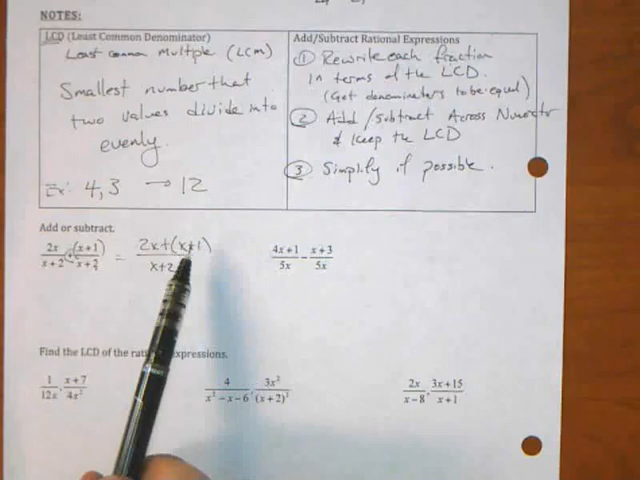 NOTES:
LCD (Least Common Denominator)
Least common Multiple (LCM)
Smallest number that
two values divide into
evenly.
Ex: 4,3 → 12
Add/Subtract Rational Expressions
① Rewrite each fraction
in terms of the LCD.
(Get denominators to be equal)
② Add/Subtract Across Numerator
& Keep the LCD
③ Simplify if possible.
Add or subtract.
2x/x+2 + (x+1)/x+2 = 2x+(x+1)/x+2
4x+1/5x - x+3/5x
Find the LCD of the expressions.
1/12x, x+7/4x²
4/x²-x-6, 3x²/(x+2)²
2x/x-8, 3x+15/x+1